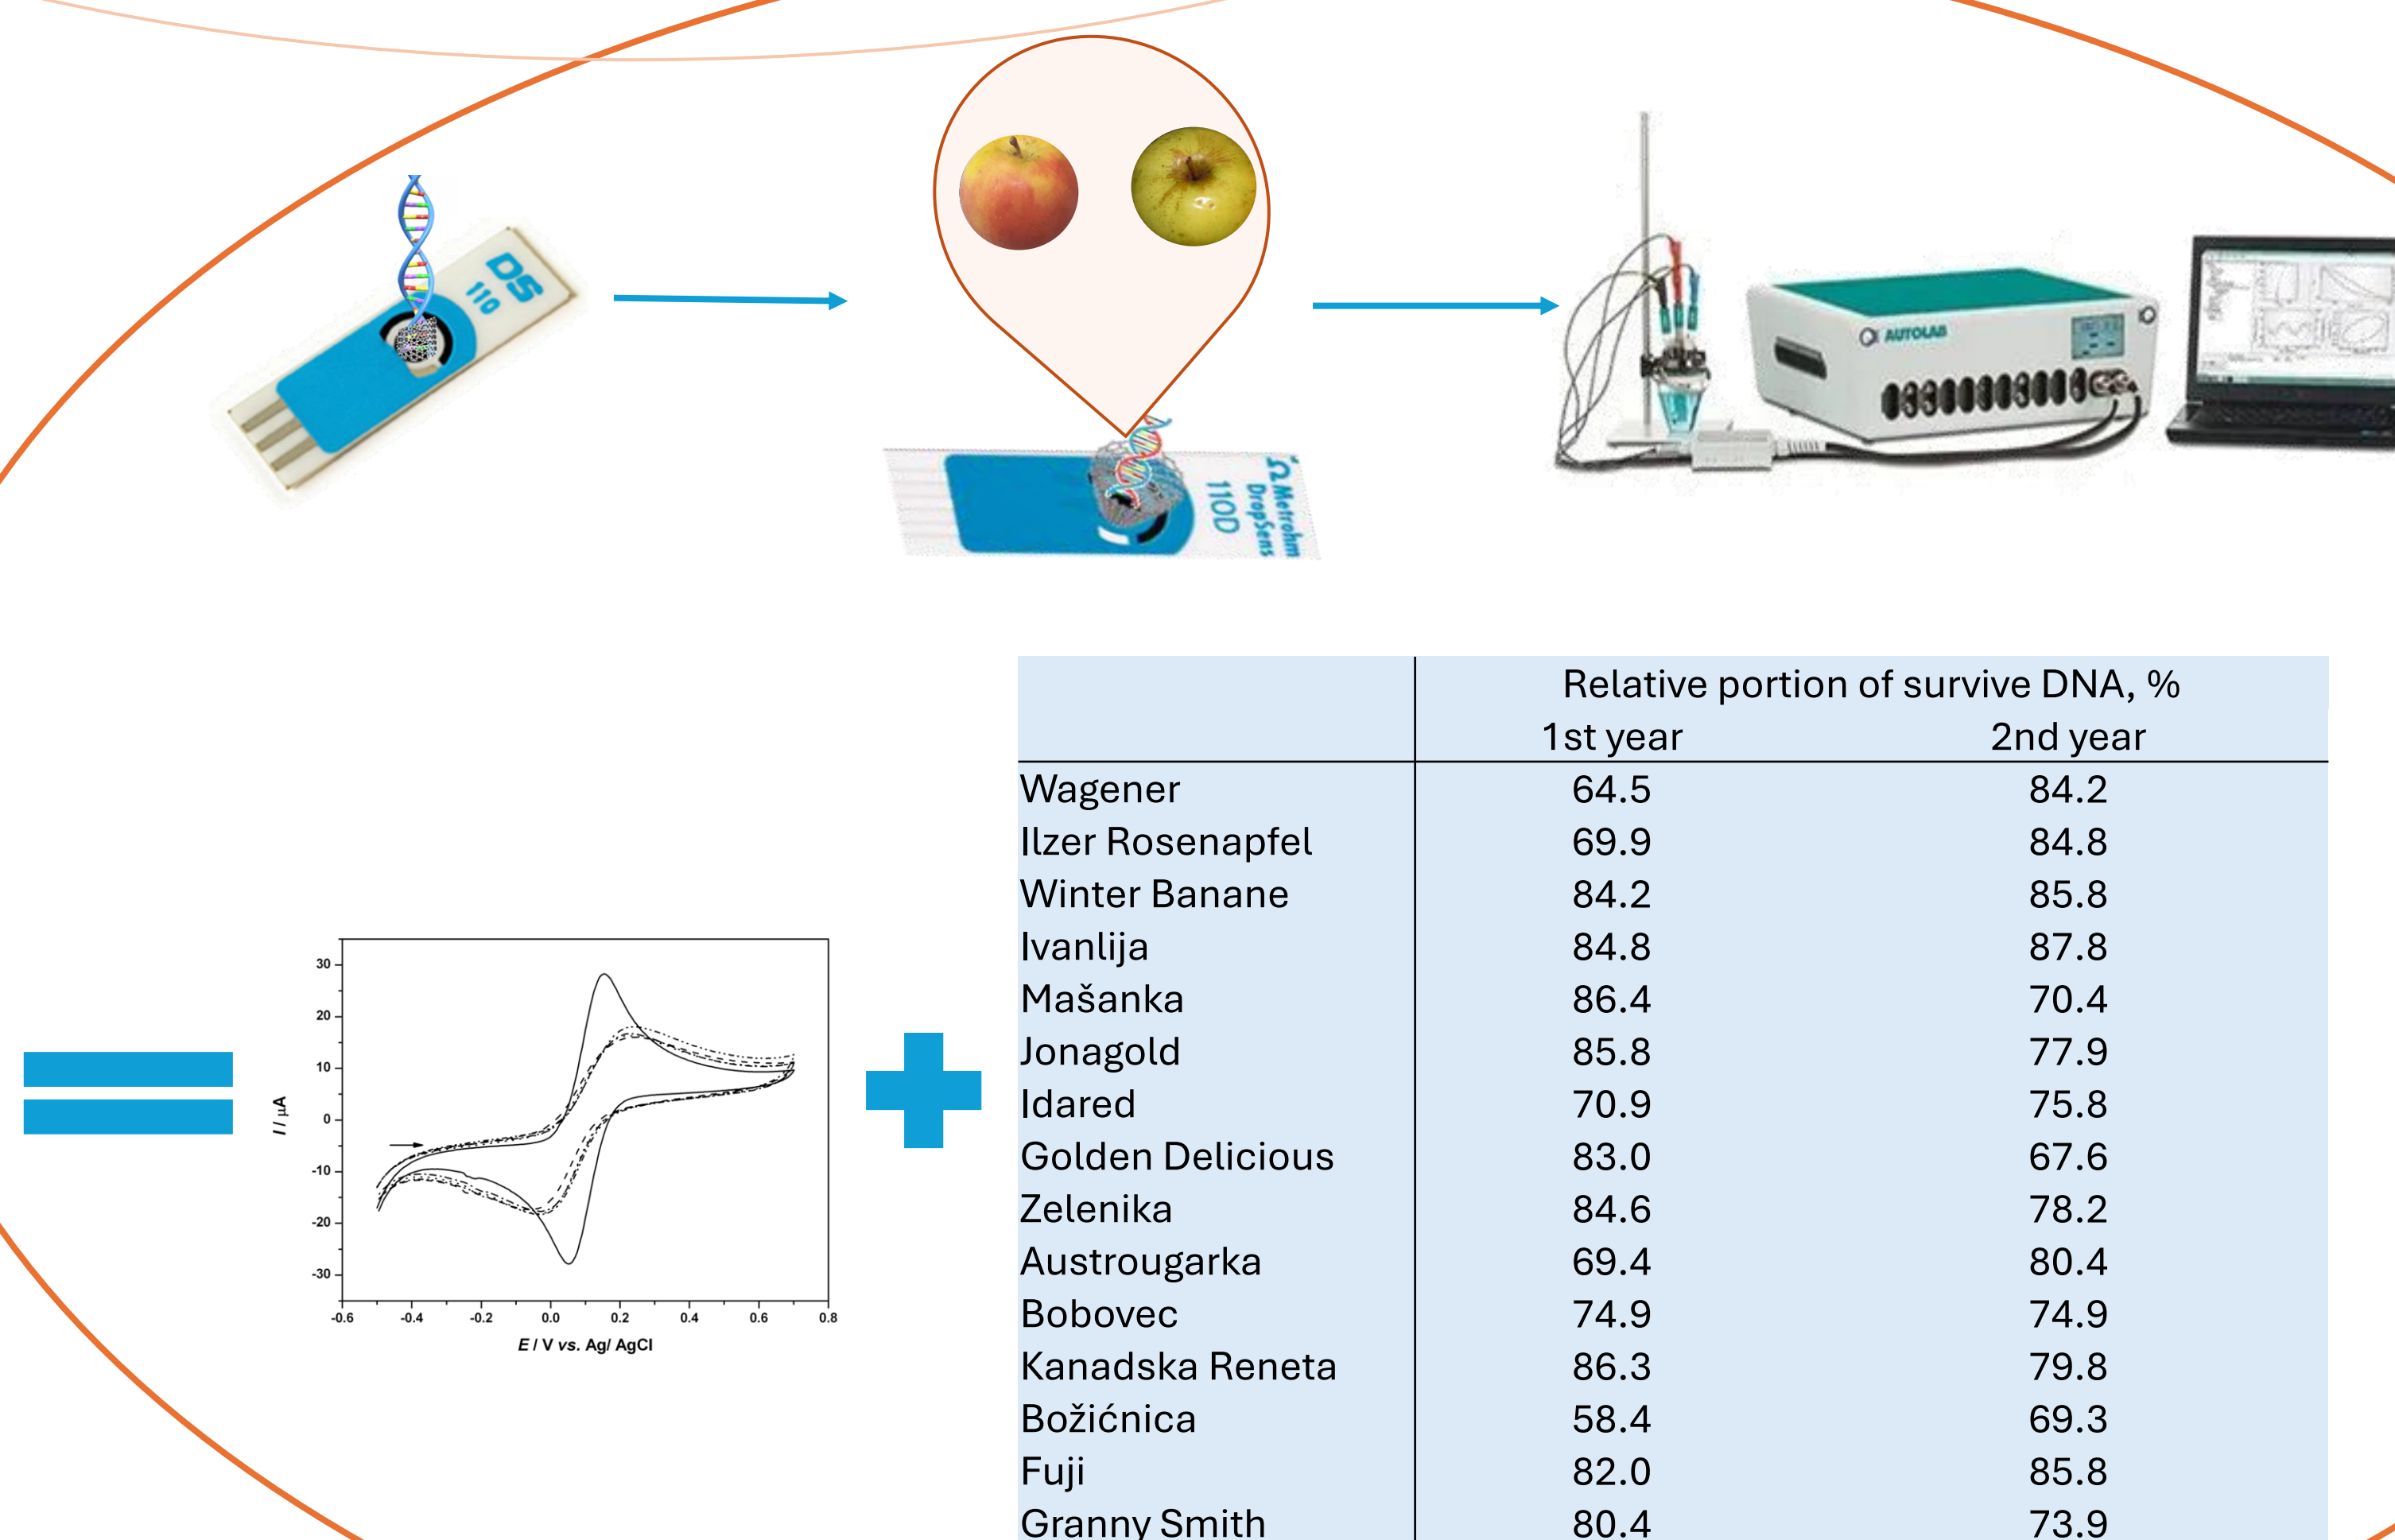 DS
110
Metrohm
DropSens
110D
AUTOLAB
Relative portion of survive DNA, %
1st year 2nd year
Wagener 64.5 84.2
Ilzer Rosenapfel 69.9 84.8
Winter Banane 84.2 85.8
Ivanlija 84.8 87.8
Mašanka 86.4 70.4
Jonagold 85.8 77.9
Idared 70.9 75.8
Golden Delicious 83.0 67.6
Zelenika 84.6 78.2
Austrougarka 69.4 80.4
Bobovec 74.9 74.9
Kanadska Reneta 86.3 79.8
Božićnica 58.4 69.3
Fuji 82.0 85.8
Granny Smith 80.4 73.9
30
20
10
0
-10
-20
-30
I / µA
-0.6 -0.4 -0.2 0.0 0.2 0.4 0.6 0.8
E / V vs. Ag/ AgCl